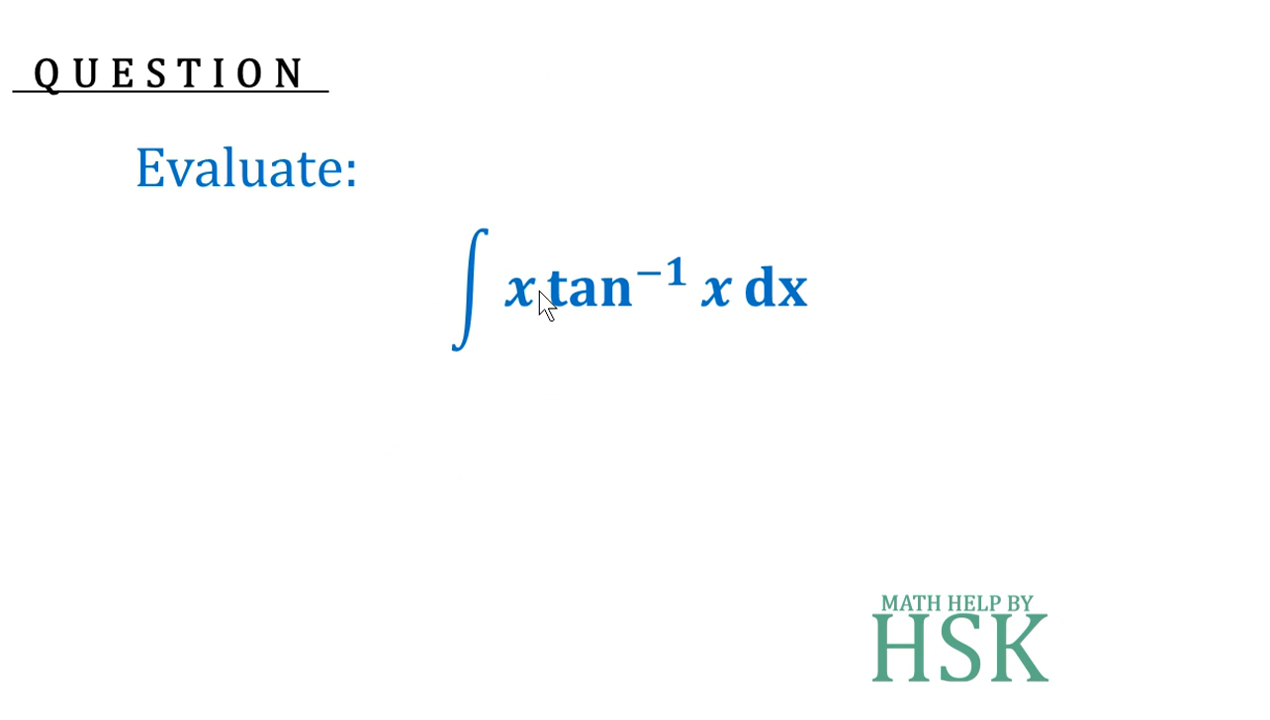 QUESTION
Evaluate:
∫ x tan⁻¹ x dx
MATH HELP BY
HSK